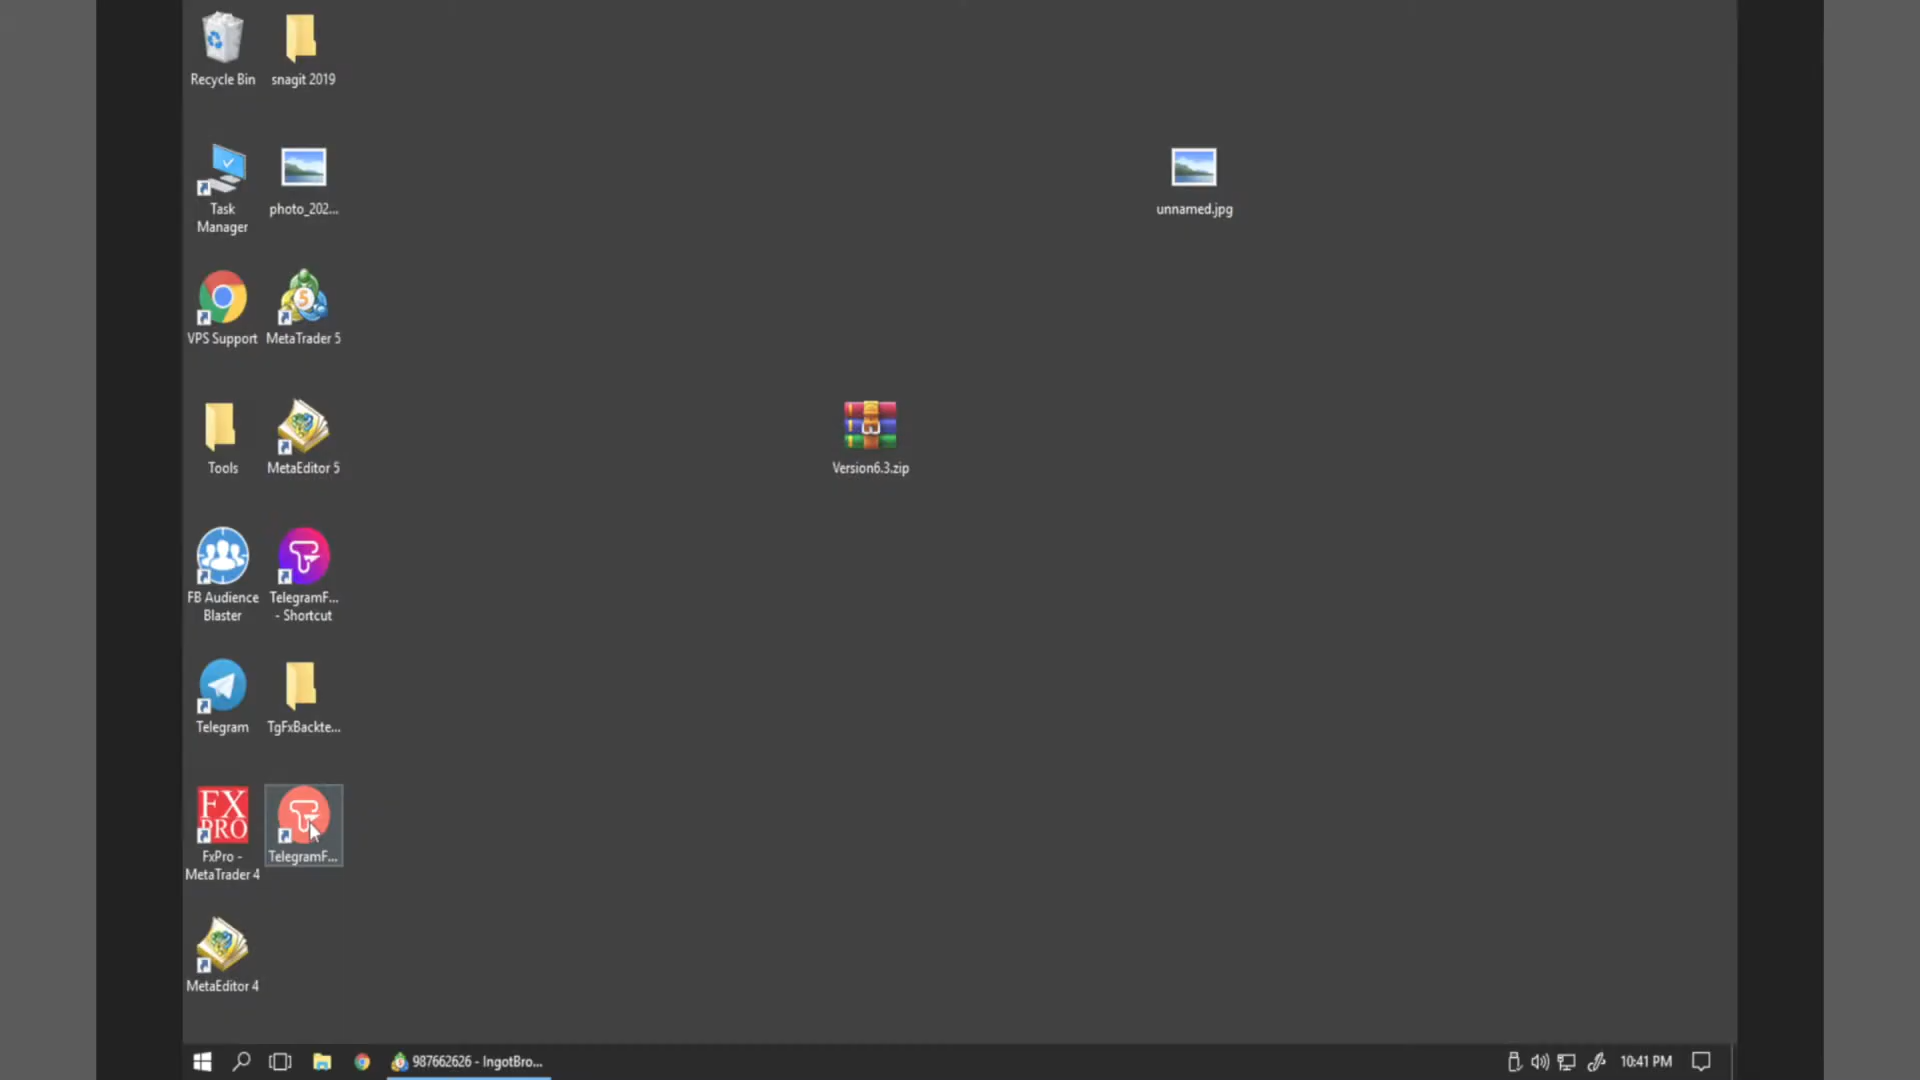 Recycle Bin
snagit 2019
Task
Manager
photo_202...
unnamed.jpg
VPS Support
MetaTrader 5
5
Tools
MetaEditor 5
Version6.3.zip
FB Audience
Blaster
TelegramF...
- Shortcut
Telegram
TgFxBackte...
FX
PRO
FxPro -
MetaTrader 4
TelegramF...
MetaEditor 4
987662626 - IngotBro...
10:41 PM